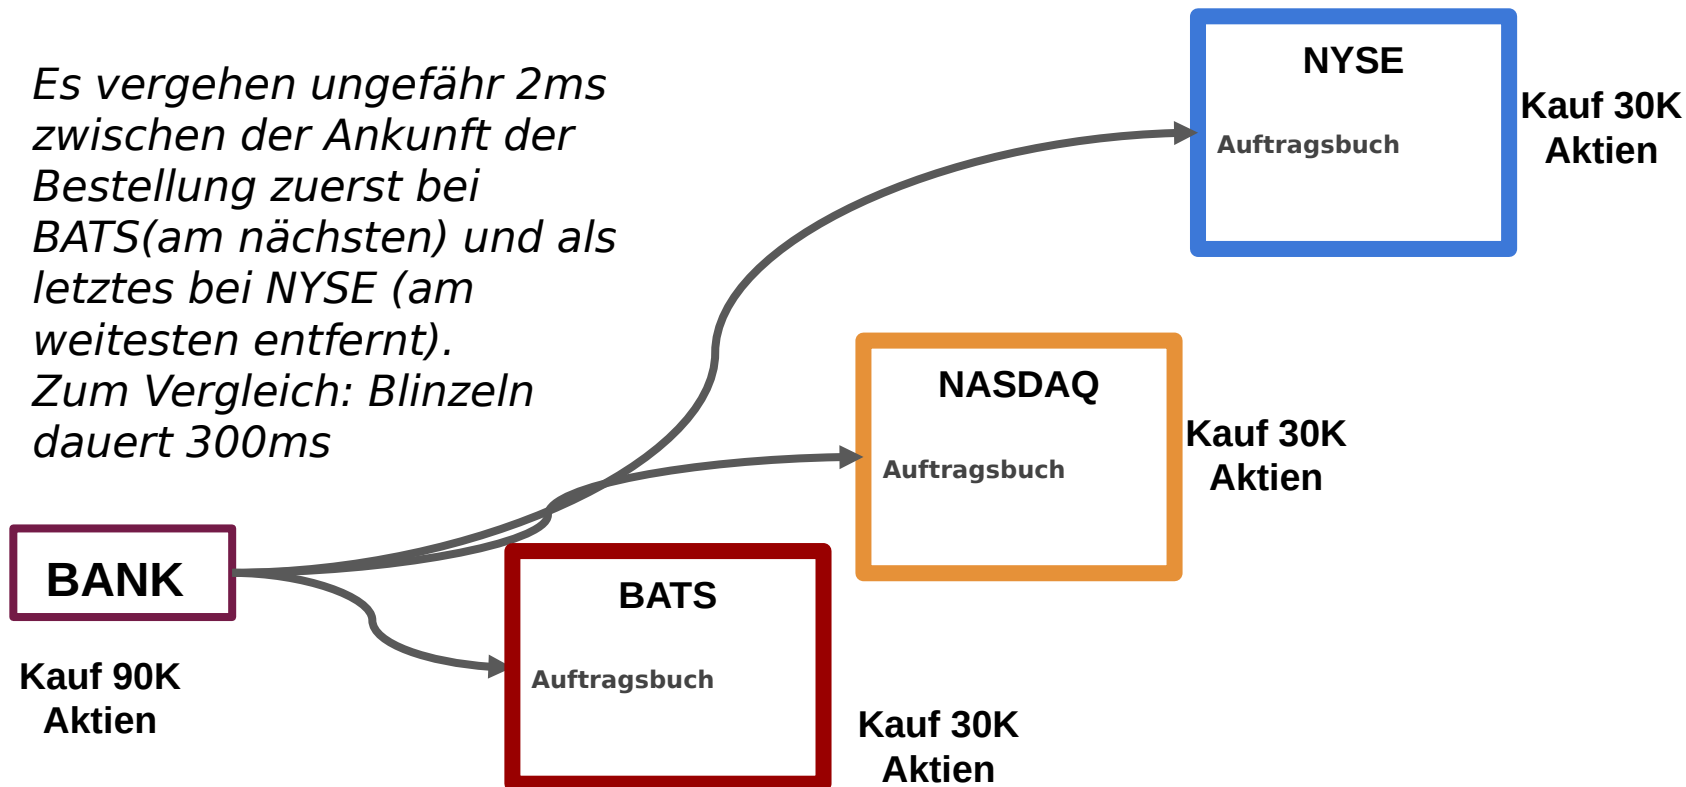 Es vergehen ungefähr 2ms
zwischen der Ankunft der
Bestellung zuerst bei
BATS(am nächsten) und als
letztes bei NYSE (am
weitesten entfernt).
Zum Vergleich: Blinzeln
dauert 300ms
NYSE
Auftragsbuch
Kauf 30K
Aktien
NASDAQ
Auftragsbuch
Kauf 30K
Aktien
BANK
Kauf 90K
Aktien
BATS
Auftragsbuch
Kauf 30K
Aktien